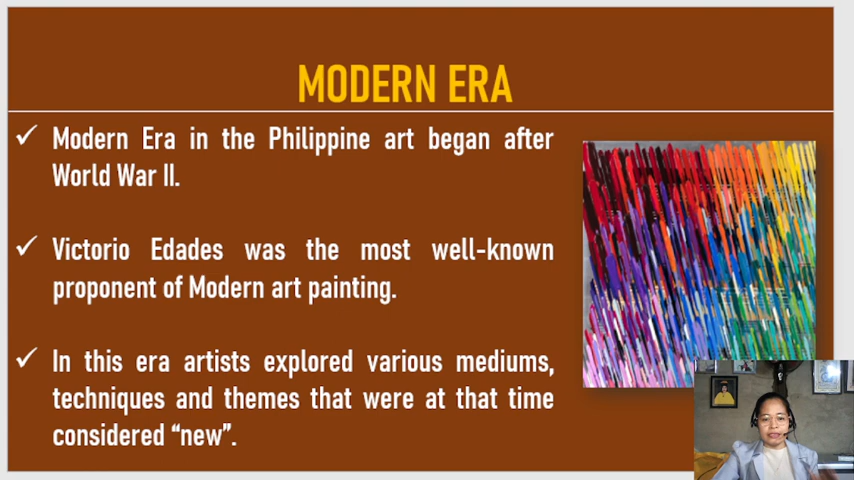 MODERN ERA
Modern Era in the Philippine art began after
World War II.
Victorio Edades was the most well-known
proponent of Modern art painting.
In this era artists explored various mediums,
techniques and themes that were at that time
considered “new”.